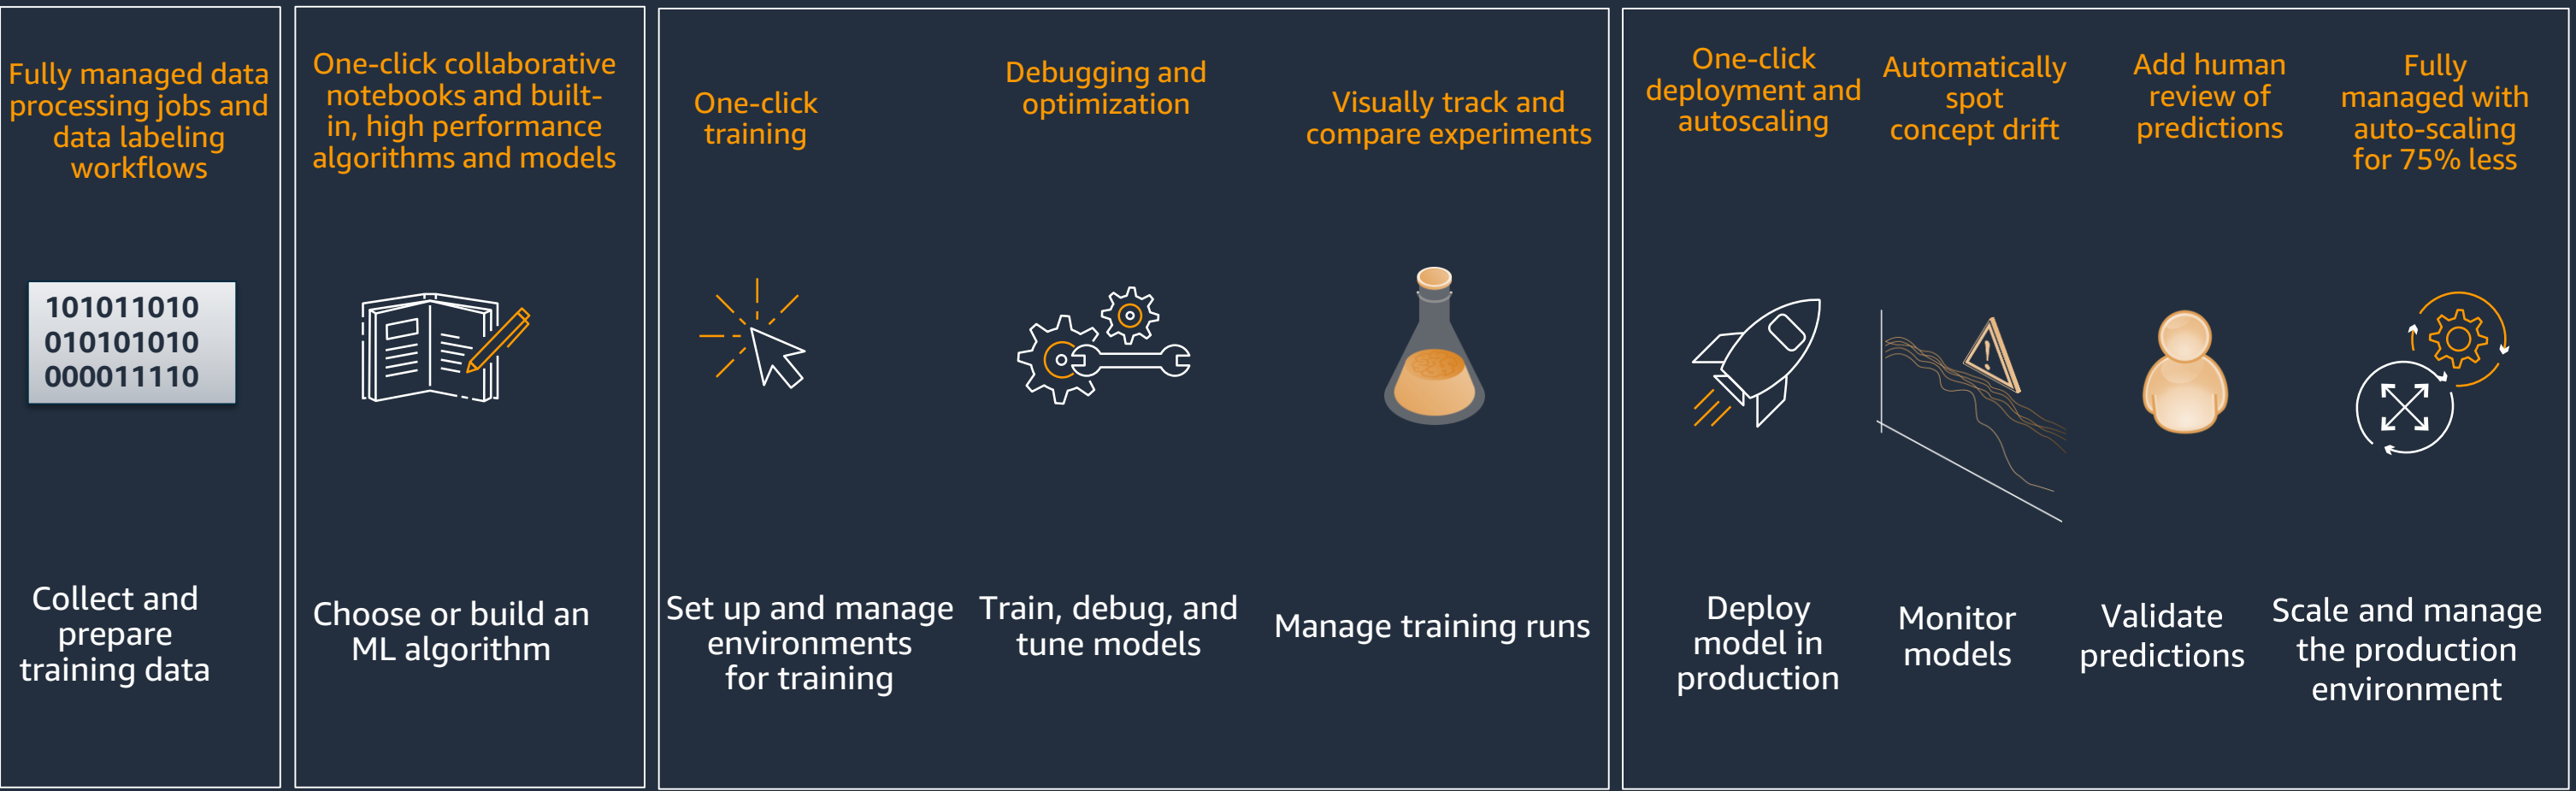 Fully managed data
processing jobs and
data labeling
workflows
101011010
010101010
000011110
Collect and
prepare
training data
One-click collaborative
notebooks and built-
in, high performance
algorithms and models
Choose or build an
ML algorithm
One-click
training
Set up and manage
environments
for training
Debugging and
optimization
Train, debug, and
tune models
Visually track and
compare experiments
Manage training runs
One-click
deployment and
autoscaling
Deploy
model in
production
Automatically
spot
concept drift
!
Monitor
models
Add human
review of
predictions
Validate
predictions
Fully
managed with
auto-scaling
for 75% less
Scale and manage
the production
environment